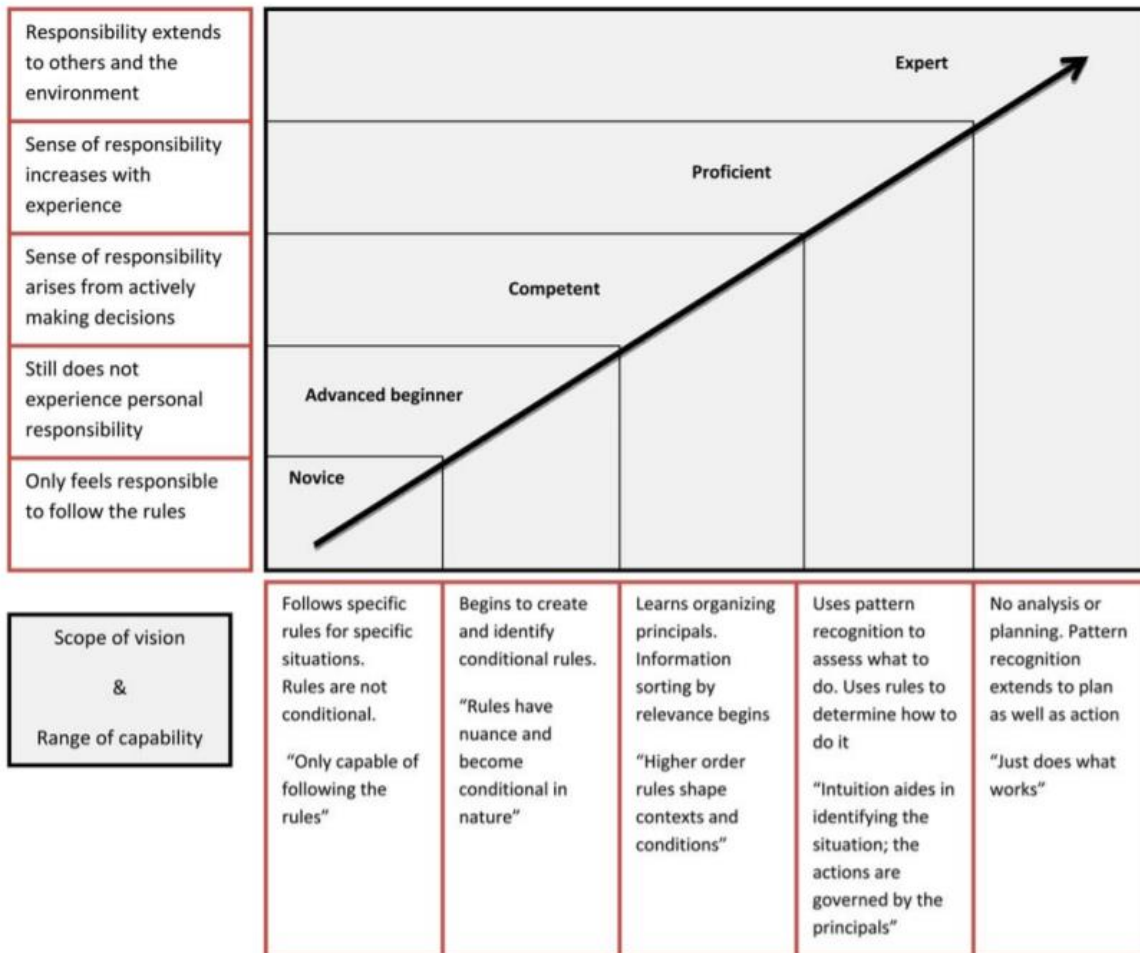 Responsibility extends
to others and the
environment
Sense of responsibility
increases with
experience
Sense of responsibility
arises from actively
making decisions
Still does not
experience personal
responsibility
Only feels responsible
to follow the rules
Expert
Proficient
Competent
Advanced beginner
Novice
Scope of vision
&
Range of capability
Follows specific
rules for specific
situations.
Rules are not
conditional.
"Only capable of
following the
rules"
Begins to create
and identify
conditional rules.
"Rules have
nuance and
become
conditional in
nature"
Learns organizing
principals.
Information
sorting by
relevance begins
"Higher order
rules shape
contexts and
conditions"
Uses pattern
recognition to
assess what to
do. Uses rules to
determine how to
do it
"Intuition aides in
identifying the
situation; the
actions are
governed by the
principals"
No analysis or
planning. Pattern
recognition
extends to plan
as well as action
"Just does what
works"